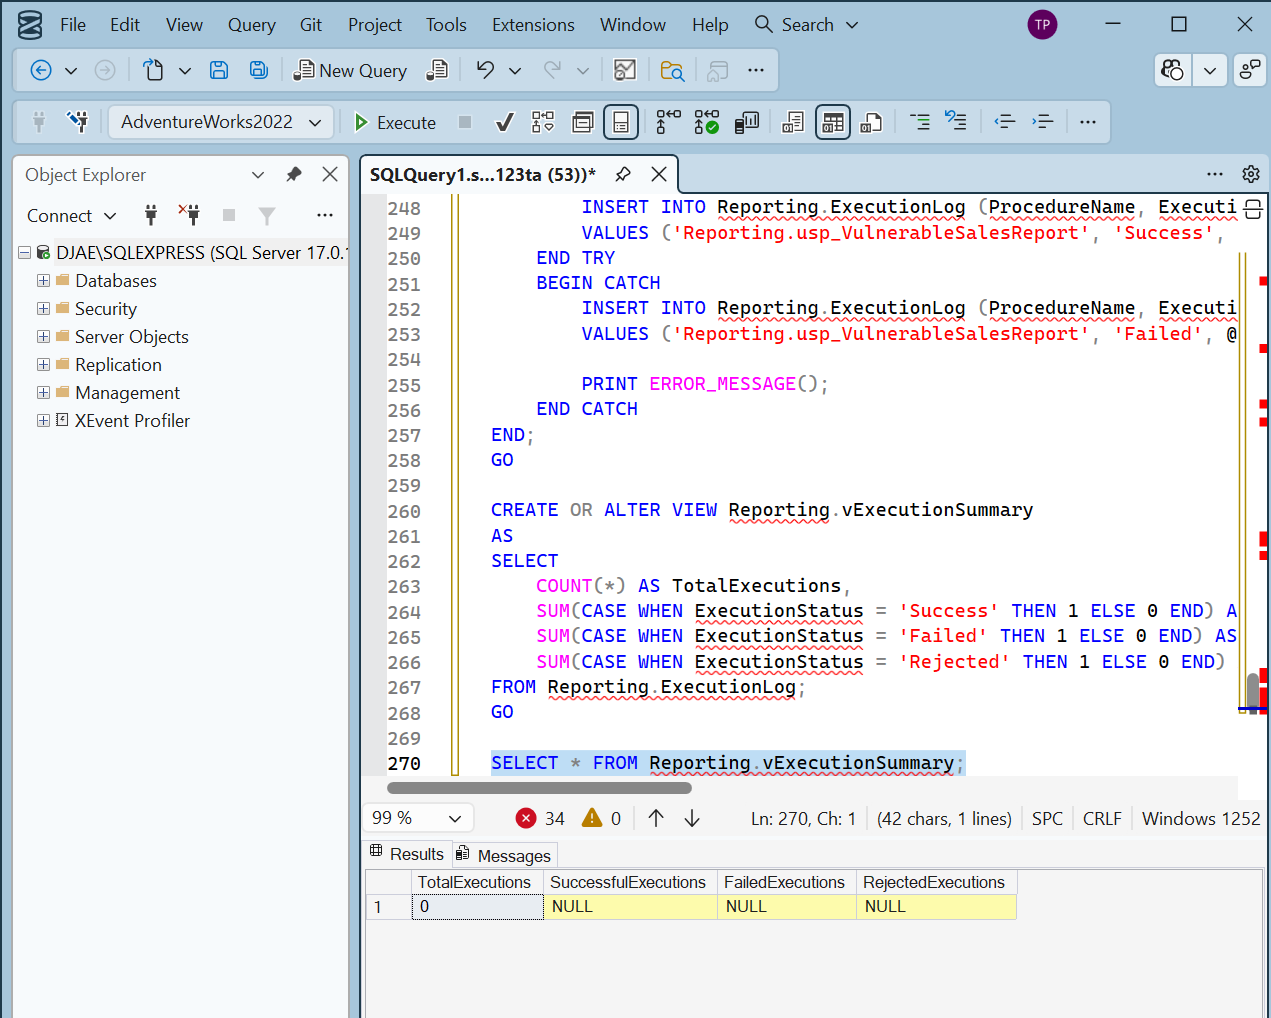 File Edit View Query Git Project Tools Extensions Window Help Search TP
New Query
AdventureWorks2022 Execute
Object Explorer
Connect
DJAE\SQLEXPRESS (SQL Server 17.0.1
Databases
Security
Server Objects
Replication
Management
XEvent Profiler
SQLQuery1.s...123ta (53))*
248 INSERT INTO Reporting.ExecutionLog (ProcedureName, Executi
249 VALUES ('Reporting.usp_VulnerableSalesReport', 'Success',
250 END TRY
251 BEGIN CATCH
252 INSERT INTO Reporting.ExecutionLog (ProcedureName, Executi
253 VALUES ('Reporting.usp_VulnerableSalesReport', 'Failed', @
254
255 PRINT ERROR_MESSAGE();
256 END CATCH
257 END;
258 GO
259
260 CREATE OR ALTER VIEW Reporting.vExecutionSummary
261 AS
262 SELECT
263 COUNT(*) AS TotalExecutions,
264 SUM(CASE WHEN ExecutionStatus = 'Success' THEN 1 ELSE 0 END) A
265 SUM(CASE WHEN ExecutionStatus = 'Failed' THEN 1 ELSE 0 END) AS
266 SUM(CASE WHEN ExecutionStatus = 'Rejected' THEN 1 ELSE 0 END)
267 FROM Reporting.ExecutionLog;
268 GO
269
270 SELECT * FROM Reporting.vExecutionSummary;
99 % 34 0 Ln: 270, Ch: 1 (42 chars, 1 lines) SPC CRLF Windows 1252
Results Messages
TotalExecutions SuccessfulExecutions FailedExecutions RejectedExecutions
1 0 NULL NULL NULL